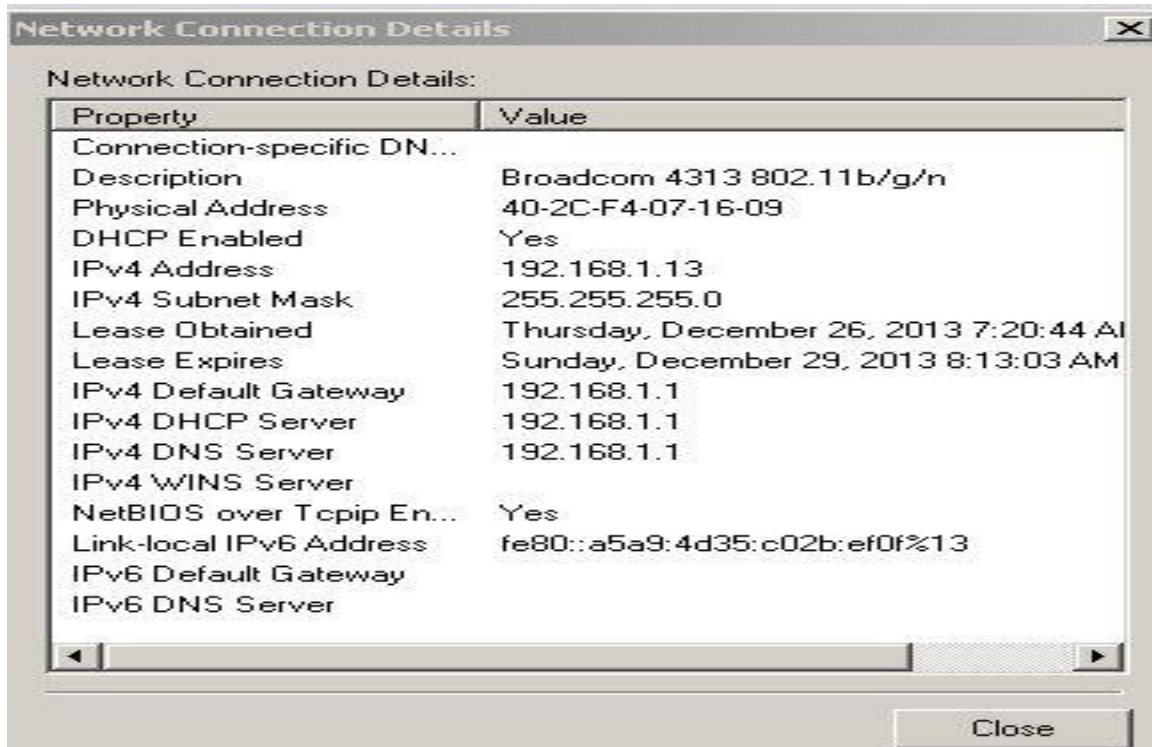 Network Connection Details
Network Connection Details:
Property Value
Connection-specific DN...
Description Broadcom 4313 802.11b/g/n
Physical Address 40-2C-F4-07-16-09
DHCP Enabled Yes
IPv4 Address 192.168.1.13
IPv4 Subnet Mask 255.255.255.0
Lease Obtained Thursday, December 26, 2013 7:20:44 AI
Lease Expires Sunday, December 29, 2013 8:13:03 AM
IPv4 Default Gateway 192.168.1.1
IPv4 DHCP Server 192.168.1.1
IPv4 DNS Server 192.168.1.1
IPv4 WINS Server
NetBIOS over Tcpip En... Yes
Link-local IPv6 Address fe80::a5a9:4d35:c02b:ef0f%13
IPv6 Default Gateway
IPv6 DNS Server
Close